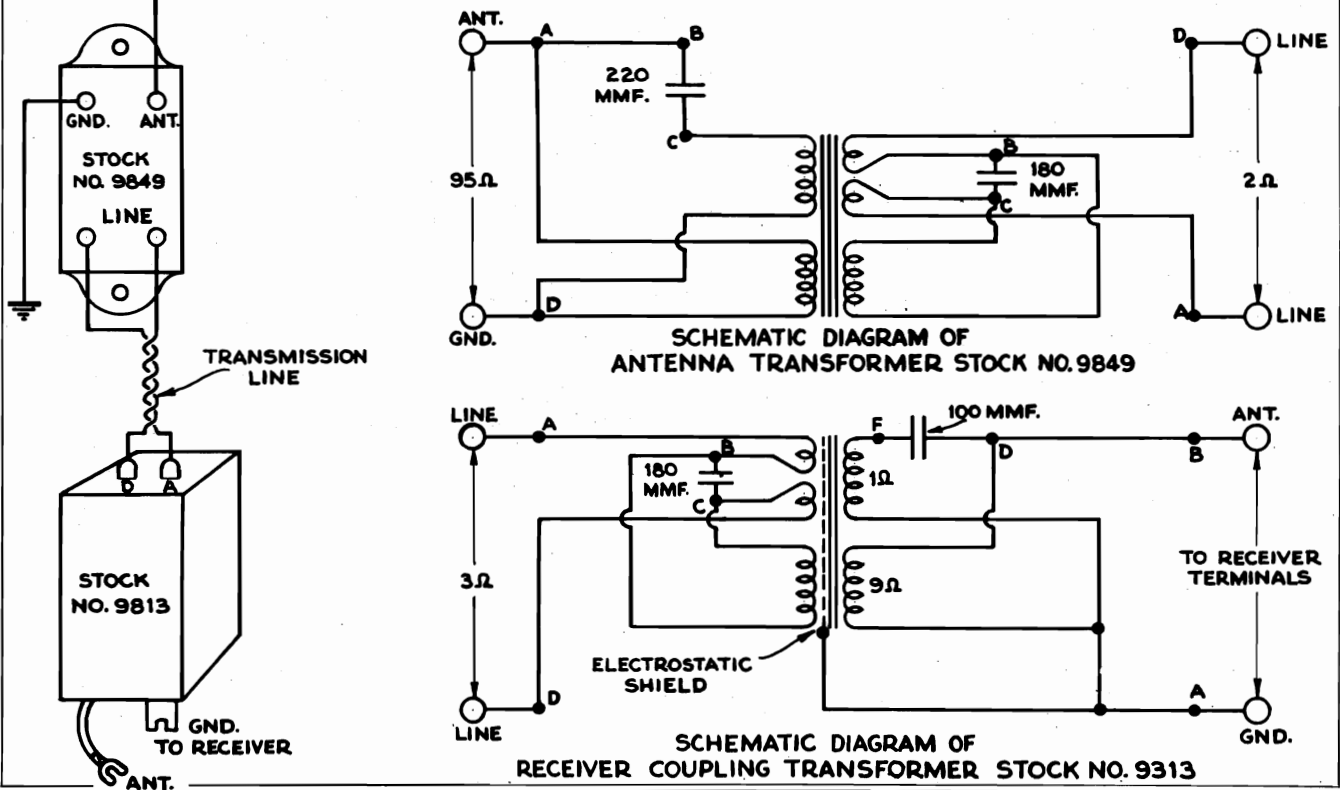 GND. ANT.
STOCK
NO. 9849
LINE
TRANSMISSION
LINE
D A
STOCK
NO. 9813
GND.
TO RECEIVER
ANT.
ANT.
A B D
LINE
220
MMF.
C
B
180
MMF.
C
95Ω
2Ω
D
A
LINE
GND.
SCHEMATIC DIAGRAM OF
ANTENNA TRANSFORMER STOCK NO. 9849
LINE
A
F
100 MMF.
D
B
ANT.
B
180
MMF.
C
1Ω
3Ω
9Ω
TO RECEIVER
TERMINALS
ELECTROSTATIC
SHIELD
D
A
LINE
GND.
SCHEMATIC DIAGRAM OF
RECEIVER COUPLING TRANSFORMER STOCK NO. 9313